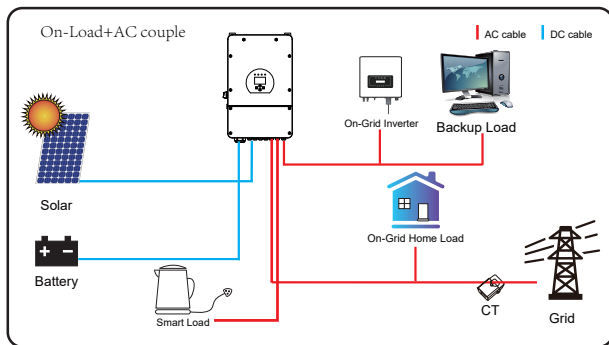 On-Load+AC couple
AC cable
DC cable
On-Grid Inverter
Backup Load
Solar
On-Grid Home Load
Battery
Smart Load
CT
Grid